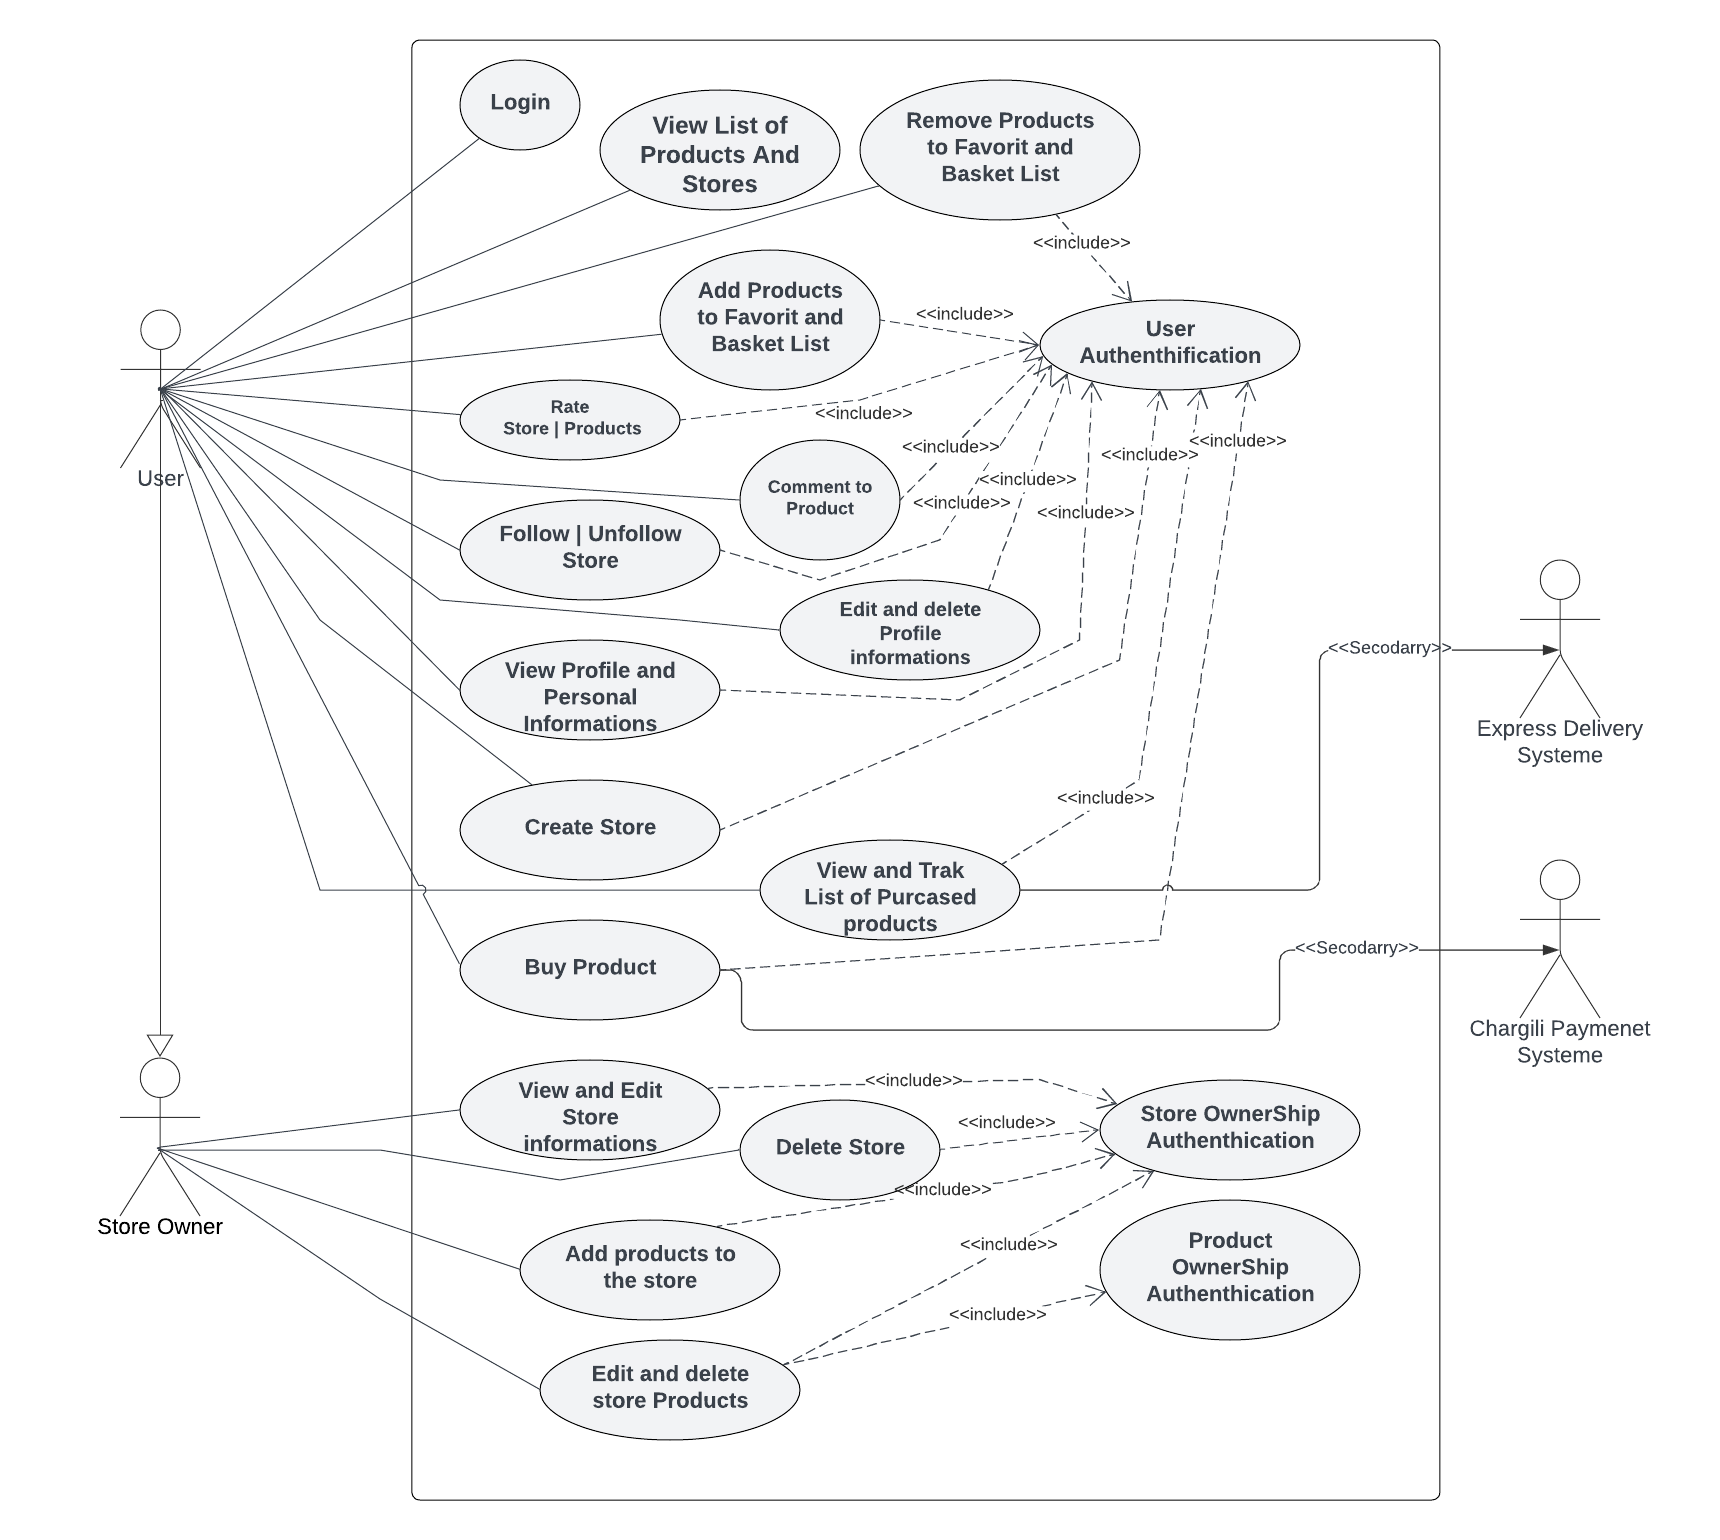 Login
View List of
Products And
Stores
Remove Products
to Favorit and
Basket List
<<include>>
Add Products
to Favorit and
Basket List
<<include>>
User
Authenthification
Rate
Store | Products
<<include>>
<<include>>
<<include>>
<<include>>
User
Comment to
Product
<<include>>
<<include>>
<<include>>
Follow | Unfollow
Store
Edit and delete
Profile
informations
<<Secodarry>>
View Profile and
Personal
Informations
Express Delivery
Systeme
Create Store
<<include>>
View and Trak
List of Purcased
products
<<Secodarry>>
Buy Product
Chargili Paymenet
Systeme
View and Edit
Store
informations
<<include>>
Store OwnerShip
Authenthication
<<include>>
Delete Store
<<include>>
Store Owner
Add products to
the store
<<include>>
Product
OwnerShip
Authenthication
<<include>>
Edit and delete
store Products